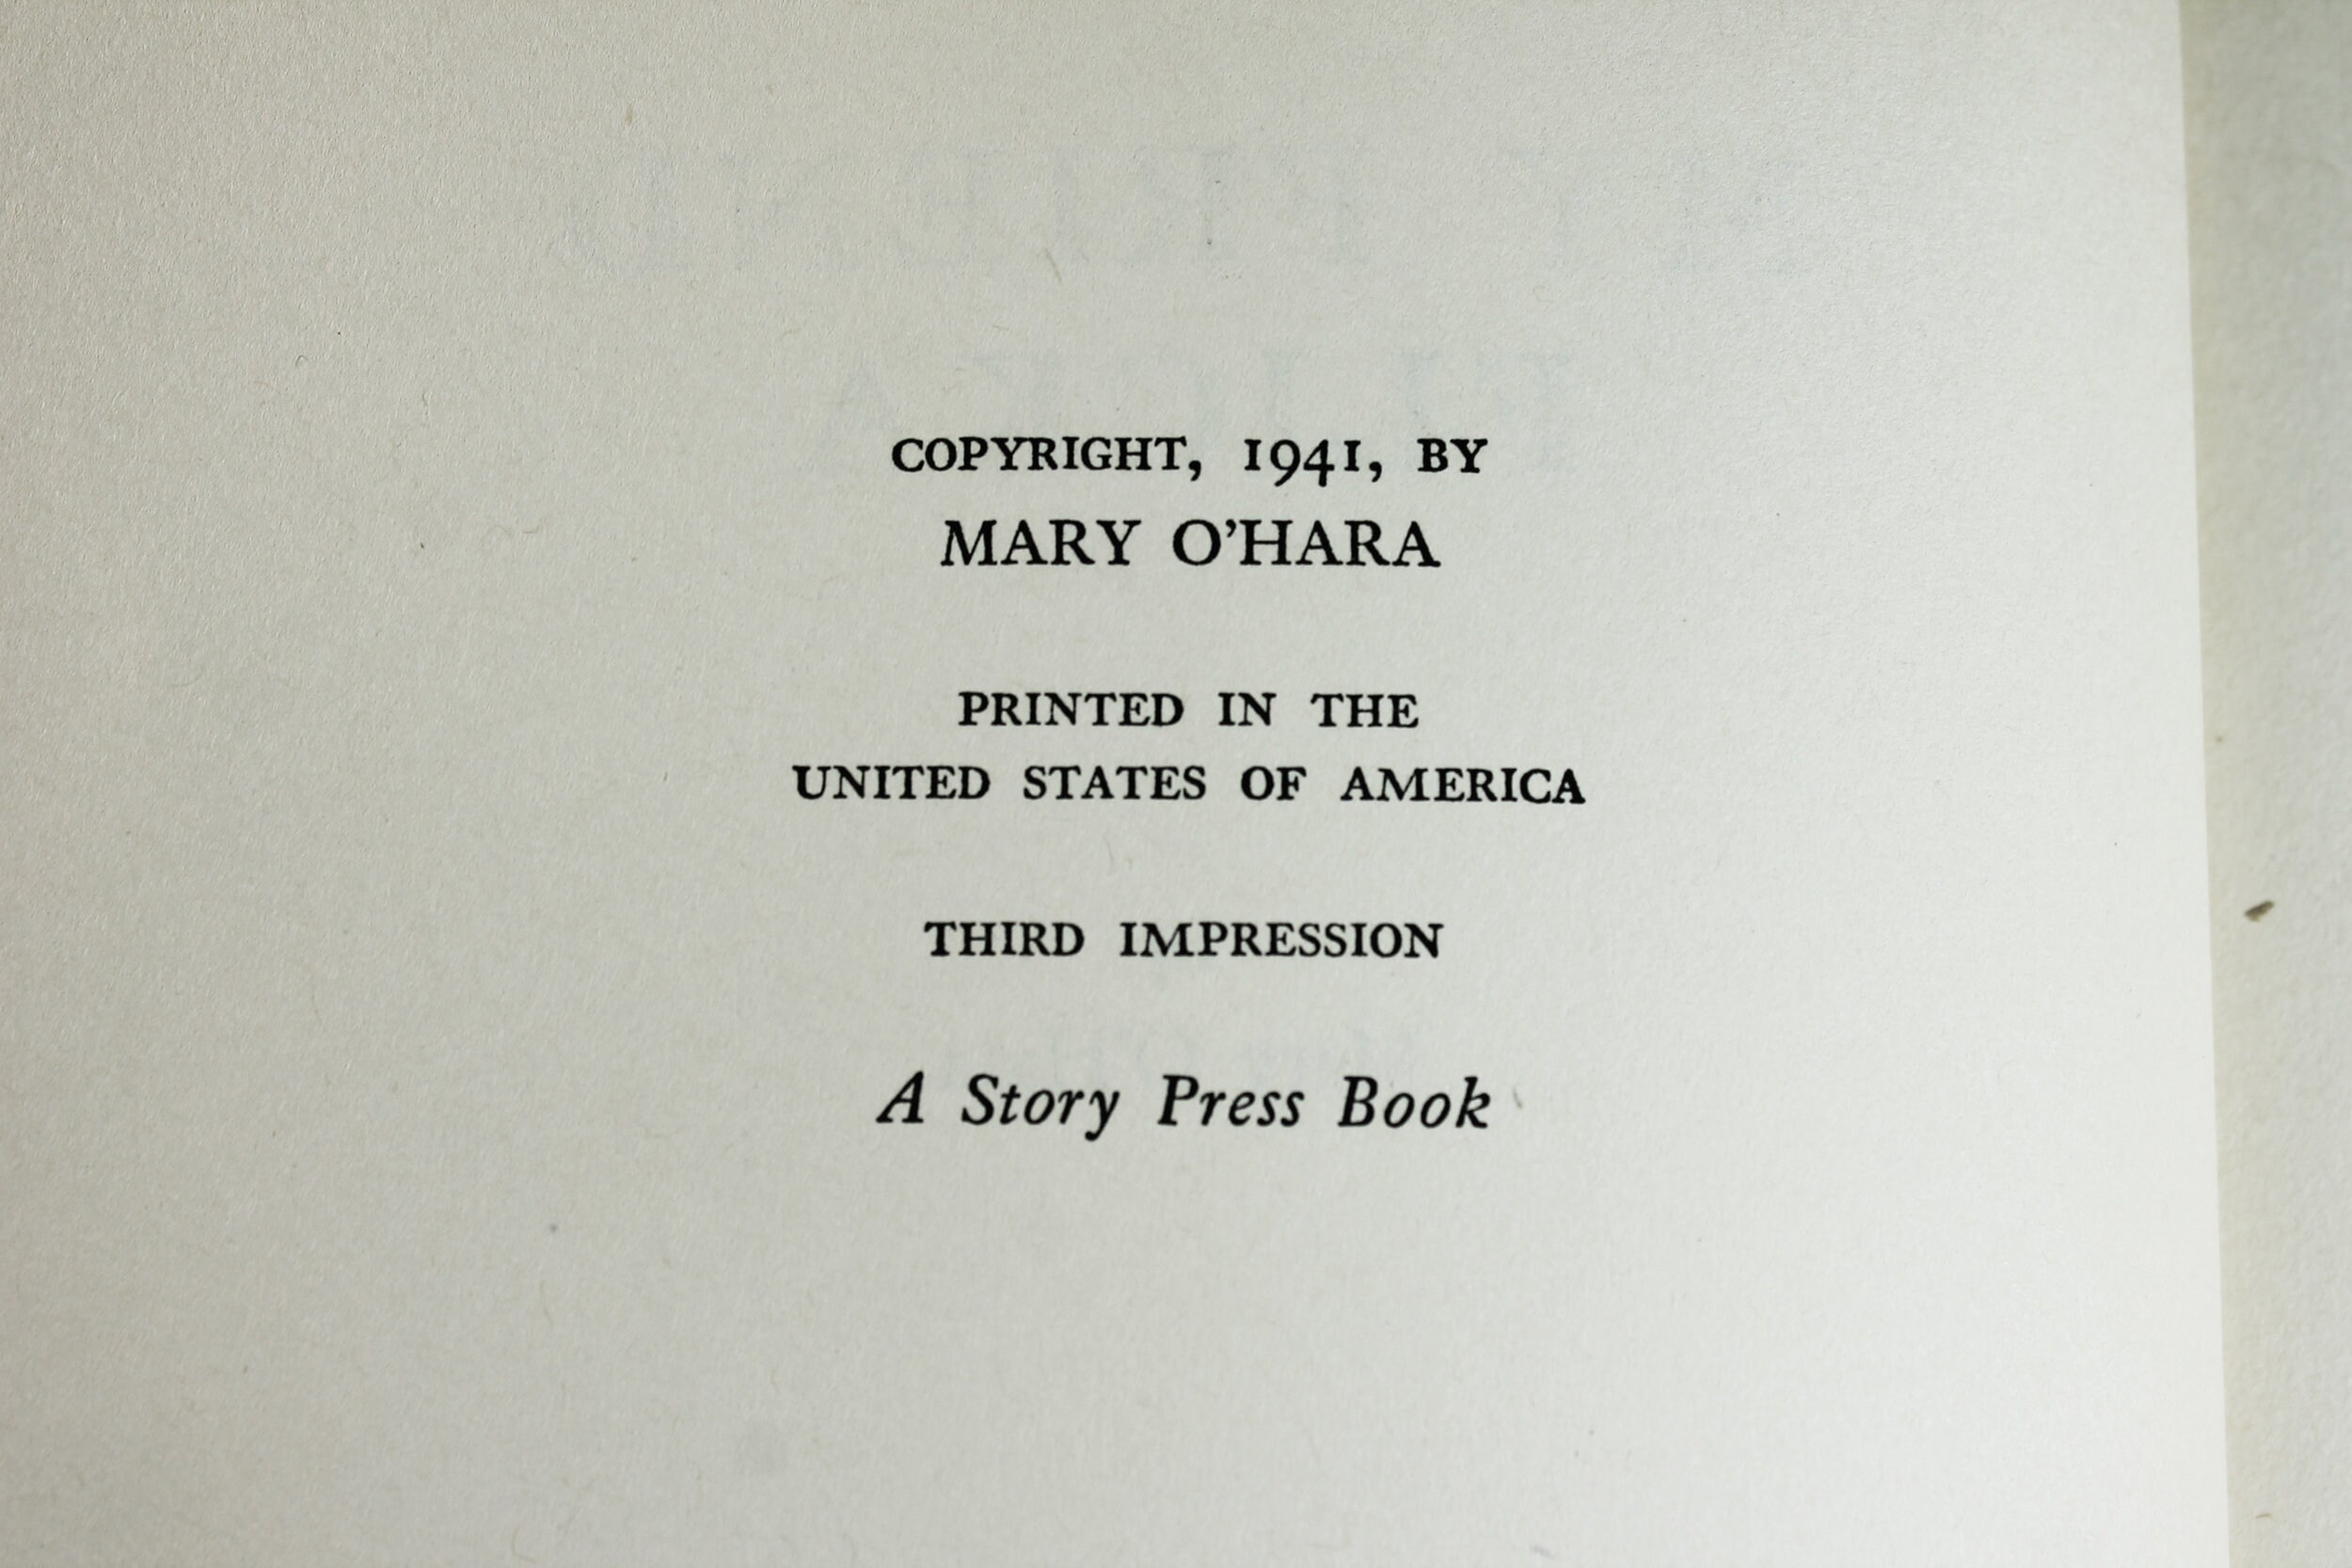 COPYRIGHT, 1941, BY
MARY O'HARA
PRINTED IN THE
UNITED STATES OF AMERICA
THIRD IMPRESSION
A Story Press Book